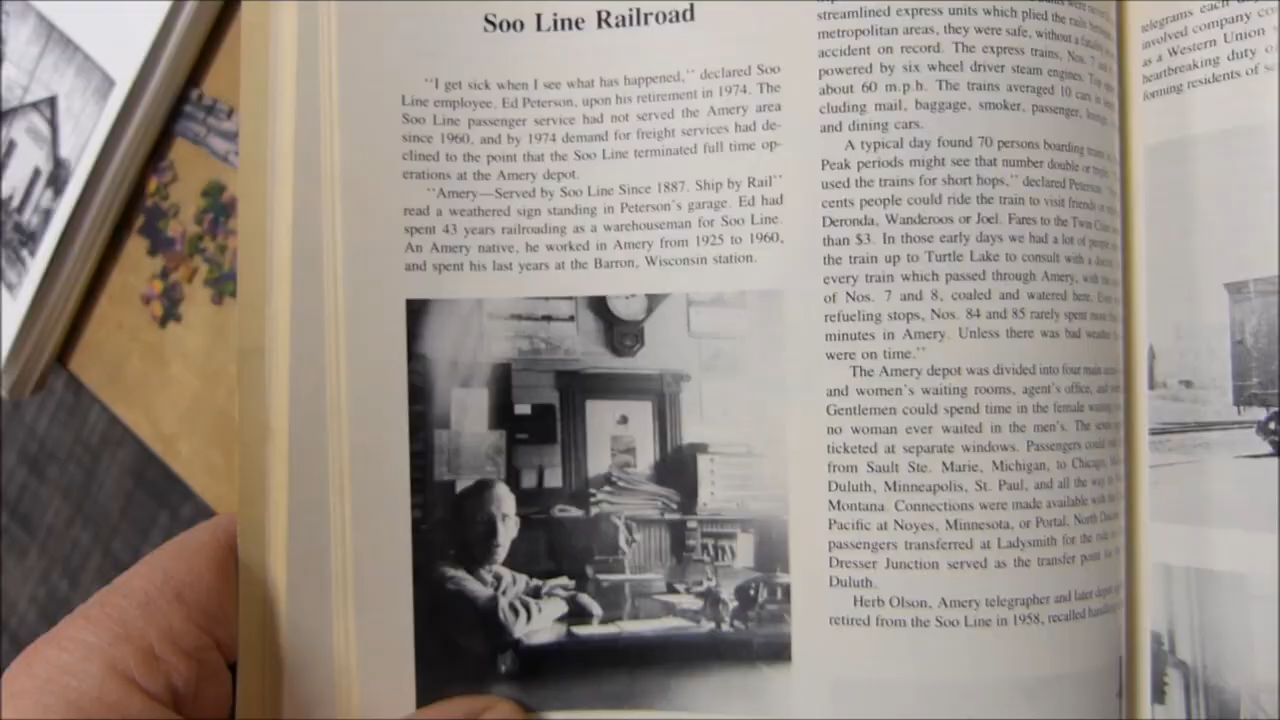 Soo Line Railroad
"I get sick when I see what has happened," declared Soo
Line employee, Ed Peterson, upon his retirement in 1974. The
Soo Line passenger service had not served the Amery area
since 1960, and by 1974 demand for freight services had de-
clined to the point that the Soo Line terminated full time op-
erations at the Amery depot.
"Amery—Served by Soo Line Since 1887. Ship by Rail"
read a weathered sign standing in Peterson's garage. Ed had
spent 43 years railroading as a warehouseman for Soo Line.
An Amery native, he worked in Amery from 1925 to 1960,
and spent his last years at the Barron, Wisconsin station.
streamlined express units which plied the rails
metropolitan areas, they were safe, without a
accident on record. The express trains, Nos. 7
powered by six wheel driver steam engines. Top
about 60 m.p.h. The trains averaged 10 cars in
cluding mail, baggage, smoker, passenger,
and dining cars.
A typical day found 70 persons boarding trains
Peak periods might see that number double or
used the trains for short hops," declared Peterson.
cents people could ride the train to visit friends
Deronda, Wanderoos or Joel. Fares to the Twin
than $3. In those early days we had a lot of people
the train up to Turtle Lake to consult with a
every train which passed through Amery, with
of Nos. 7 and 8, coaled and watered here.
refueling stops, Nos. 84 and 85 rarely spent
minutes in Amery. Unless there was bad
were on time."
The Amery depot was divided into four main
and women's waiting rooms, agent's office, and
Gentlemen could spend time in the female waiting
no woman ever waited in the men's. The
ticketed at separate windows. Passengers could
from Sault Ste. Marie, Michigan, to Chicago,
Duluth, Minneapolis, St. Paul, and all the way
Montana. Connections were made available with
Pacific at Noyes, Minnesota, or Portal, North
passengers transferred at Ladysmith for the
Dresser Junction served as the transfer point
Duluth.
Herb Olson, Amery telegrapher and later depot
retired from the Soo Line in 1958, recalled
telegrams each
involved company
as a Western Union
heartbreaking duty
forming residents of